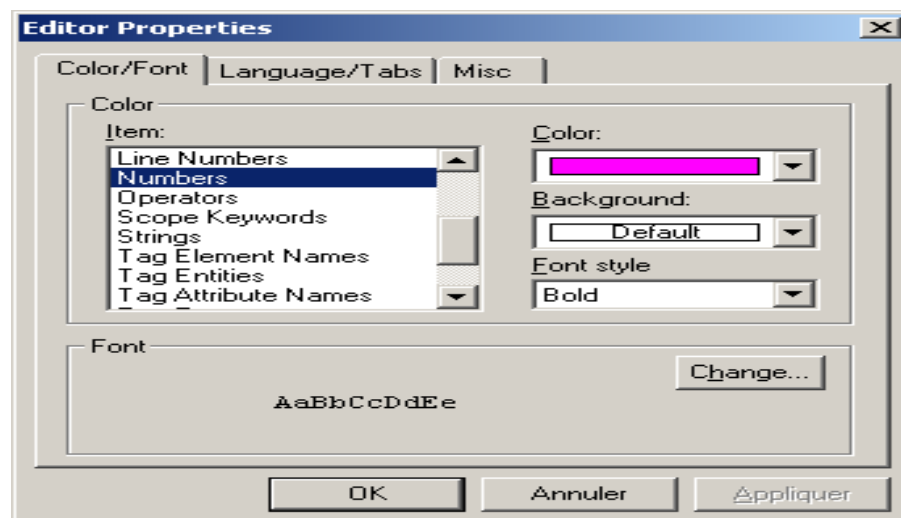 Editor Properties
Color/Font Language/Tabs Misc
Color
Item:
Line Numbers
Numbers
Operators
Scope Keywords
Strings
Tag Element Names
Tag Entities
Tag Attribute Names
Color:
Background:
Default
Font style
Bold
Font
Change...
AaBbCcDdEe
OK Annuler Appliquer